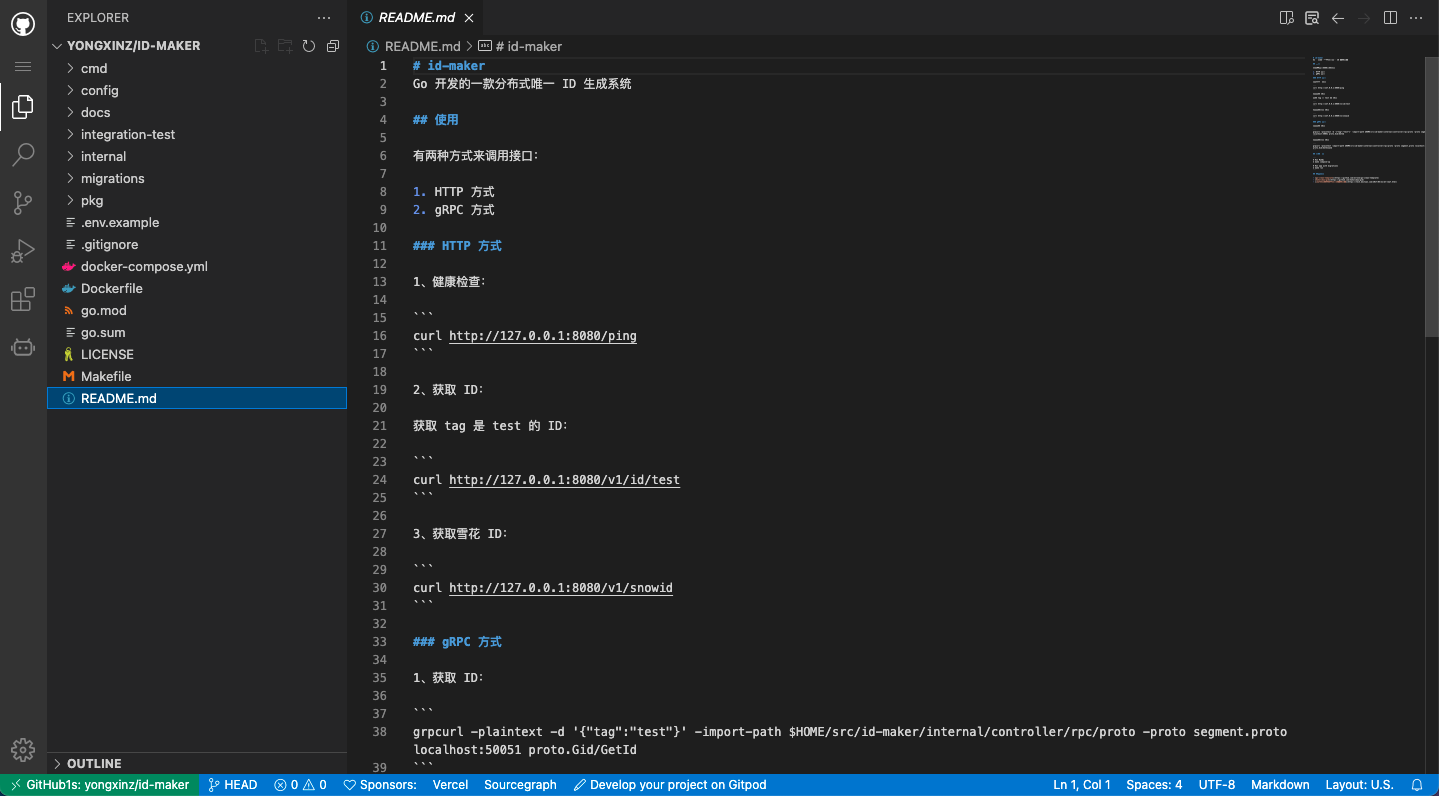 EXPLORER
YONGXINZ/ID-MAKER
cmd
config
docs
integration-test
internal
migrations
pkg
.env.example
.gitignore
docker-compose.yml
Dockerfile
go.mod
go.sum
LICENSE
Makefile
README.md
OUTLINE
README.md
README.md > # id-maker
1 # id-maker
2 Go 开发的一款分布式唯一 ID 生成系统
3
4 ## 使用
5
6 有两种方式来调用接口：
7
8 1. HTTP 方式
9 2. gRPC 方式
10
11 ### HTTP 方式
12
13 1、健康检查：
14
15 ```
16 curl http://127.0.0.1:8080/ping
17 ```
18
19 2、获取 ID：
20
21 获取 tag 是 test 的 ID：
22
23 ```
24 curl http://127.0.0.1:8080/v1/id/test
25 ```
26
27 3、获取雪花 ID：
28
29 ```
30 curl http://127.0.0.1:8080/v1/snowid
31 ```
32
33 ### gRPC 方式
34
35 1、获取 ID：
36
37 ```
38 grpcurl -plaintext -d '{"tag":"test"}' -import-path $HOME/src/id-maker/internal/controller/rpc/proto -proto segment.proto
localhost:50051 proto.Gid/GetId
39 ```
GitHub1s: yongxinz/id-maker HEAD 0 0 Sponsors: Vercel Sourcegraph Develop your project on Gitpod Ln 1, Col 1 Spaces: 4 UTF-8 Markdown Layout: U.S.